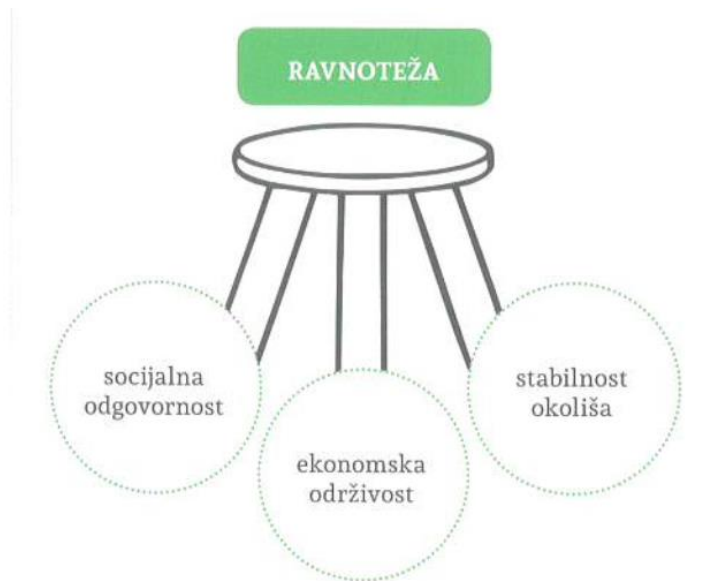 RAVNOTEŽA
socijalna
odgovornost
ekonomska
održivost
stabilnost
okoliša